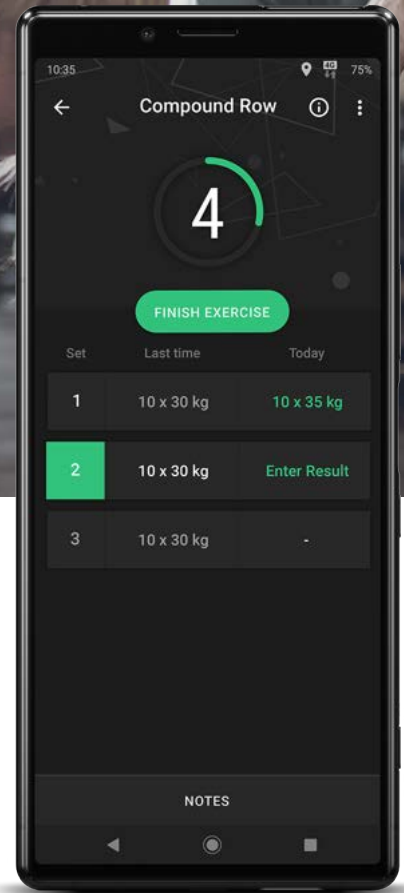 10:35 4G 75%
Compound Row
4
FINISH EXERCISE
Set Last time Today
1 10 x 30 kg 10 x 35 kg
2 10 x 30 kg Enter Result
3 10 x 30 kg -
NOTES